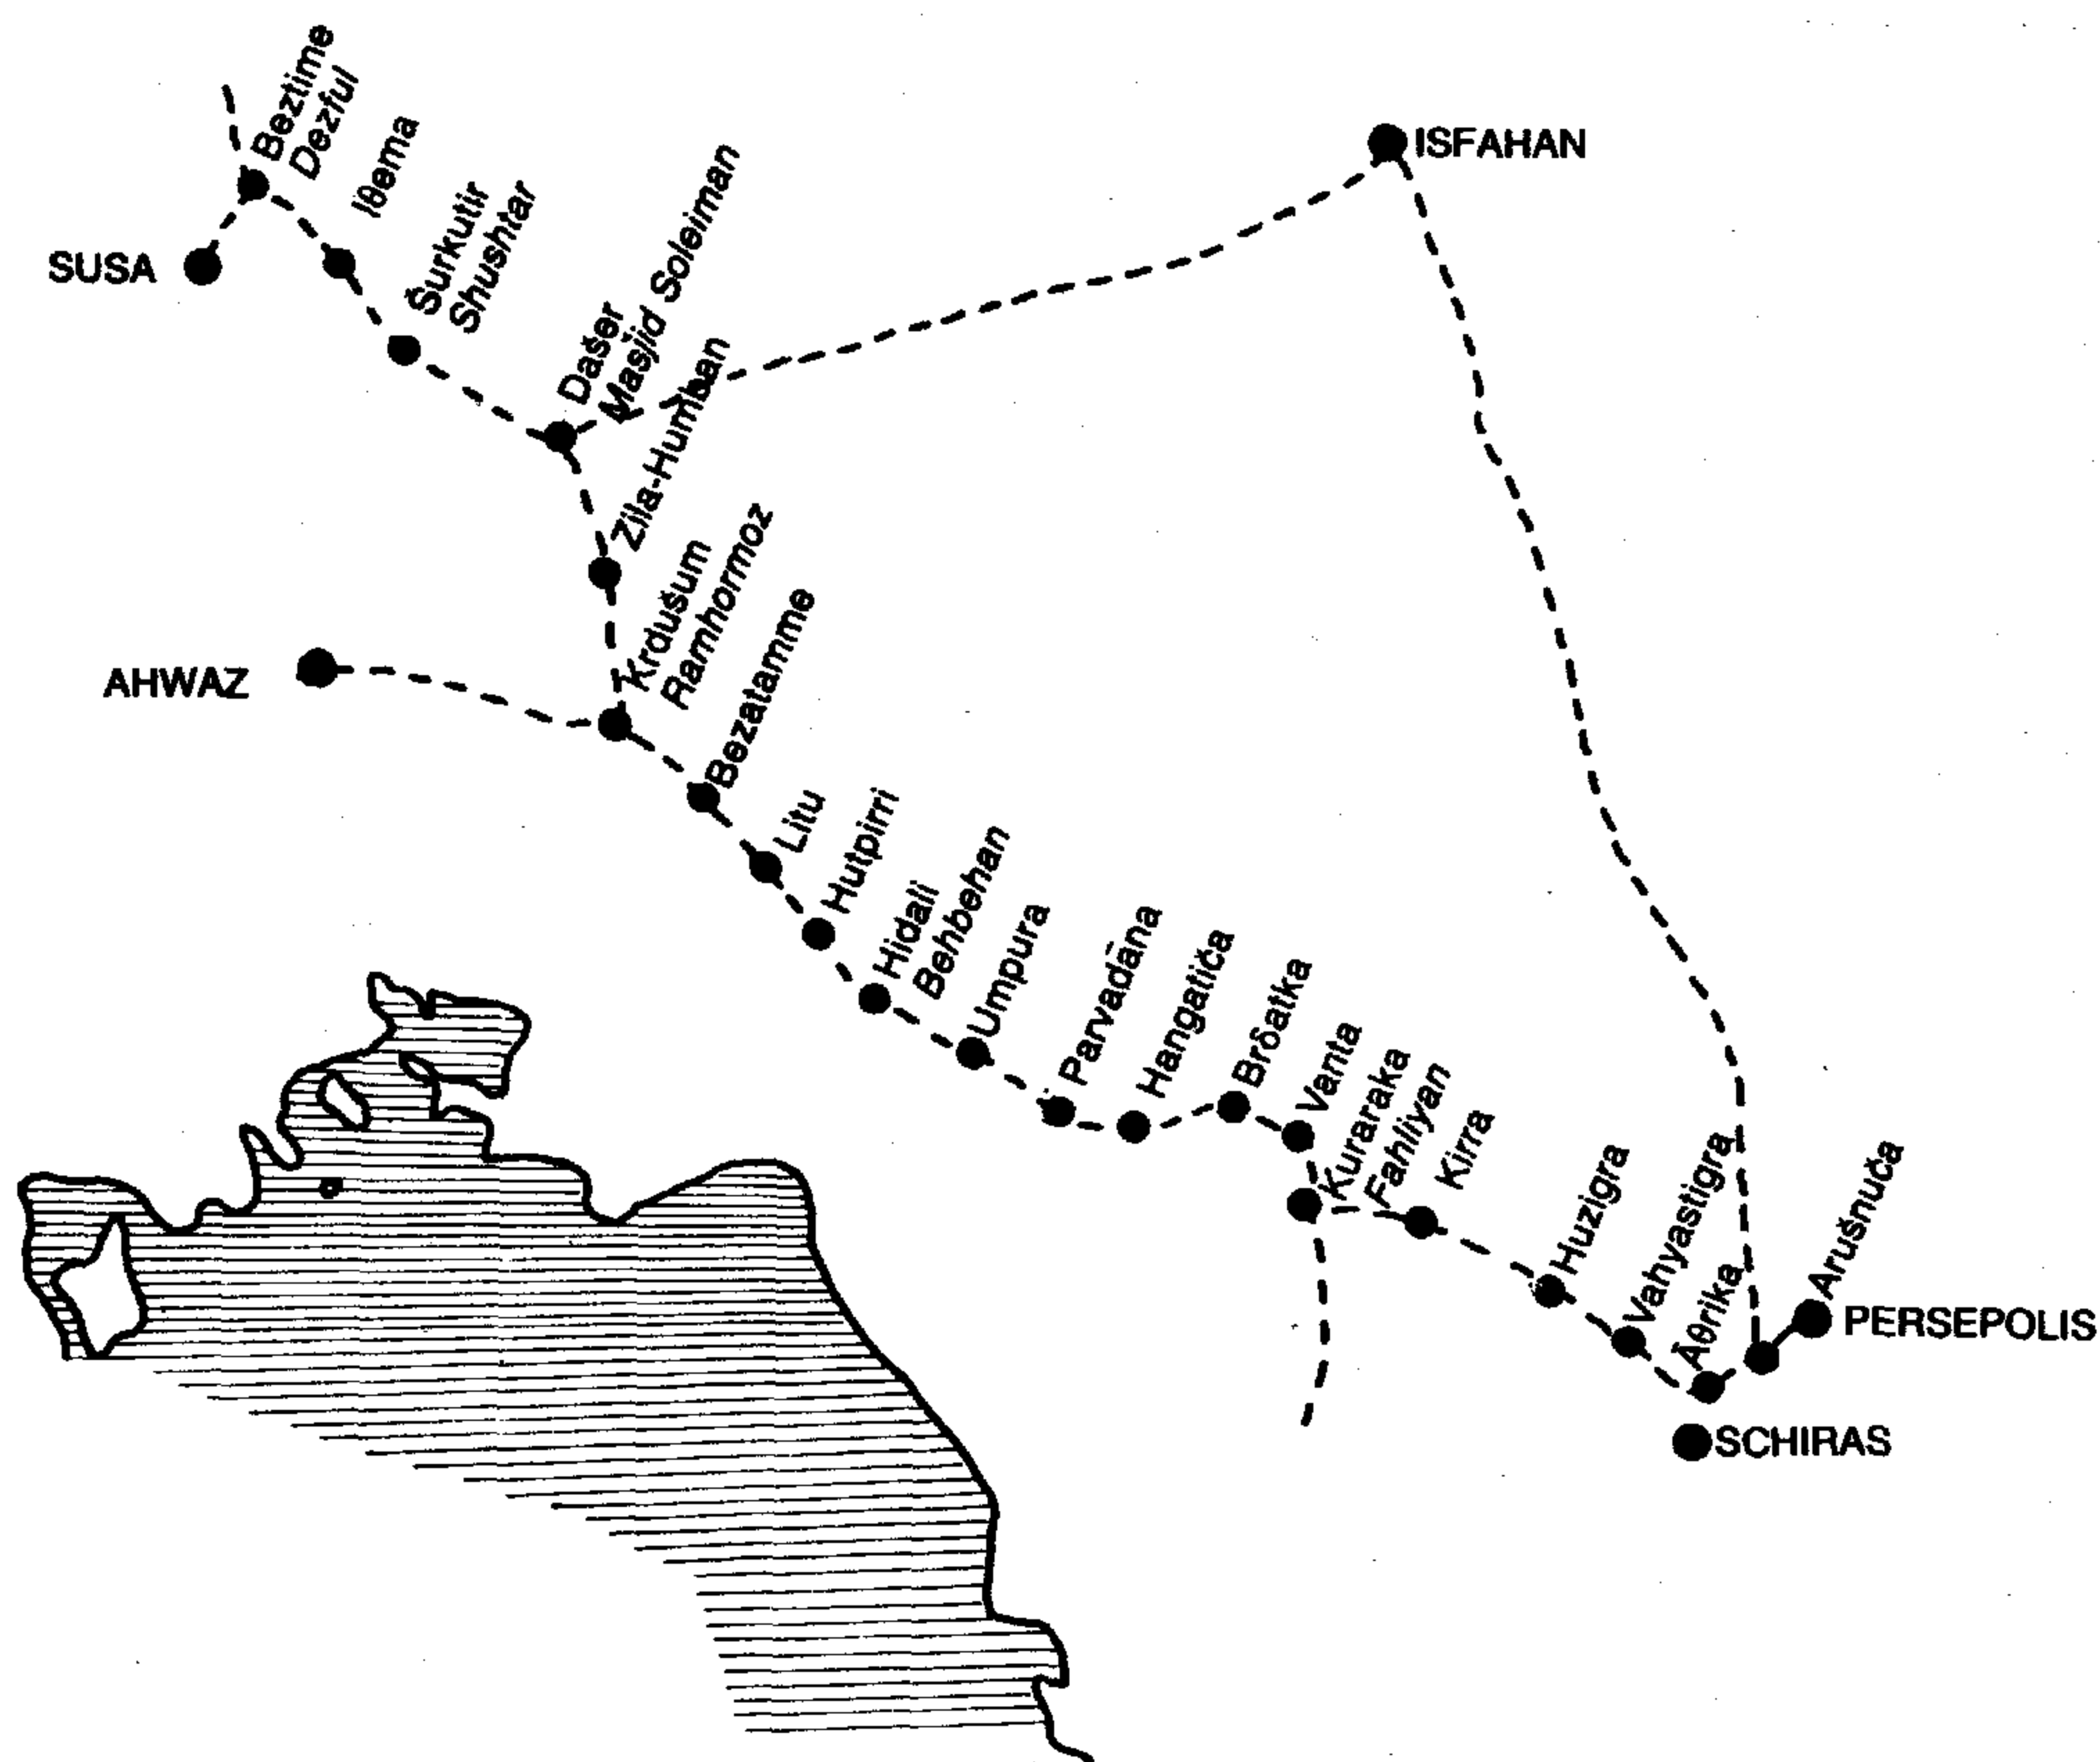 Beztime
Dezful
Iθema
SUSA
Šurkutir
Shushtar
Dašer
Masjid Soleiman
ISFAHAN
Zila-Humban
AHWAZ
Krdušum
Ramhormoz
Bezatamme
Litu
Hutpirri
Hidali
Behbehan
Umpura
Parvadāna
Hangatiča
Brδatka
Vanta
Kuraraka
Fahliyan
Kirra
Huzigra
Vahyastigra
Āθrika
Arušnuča
PERSEPOLIS
SCHIRAS